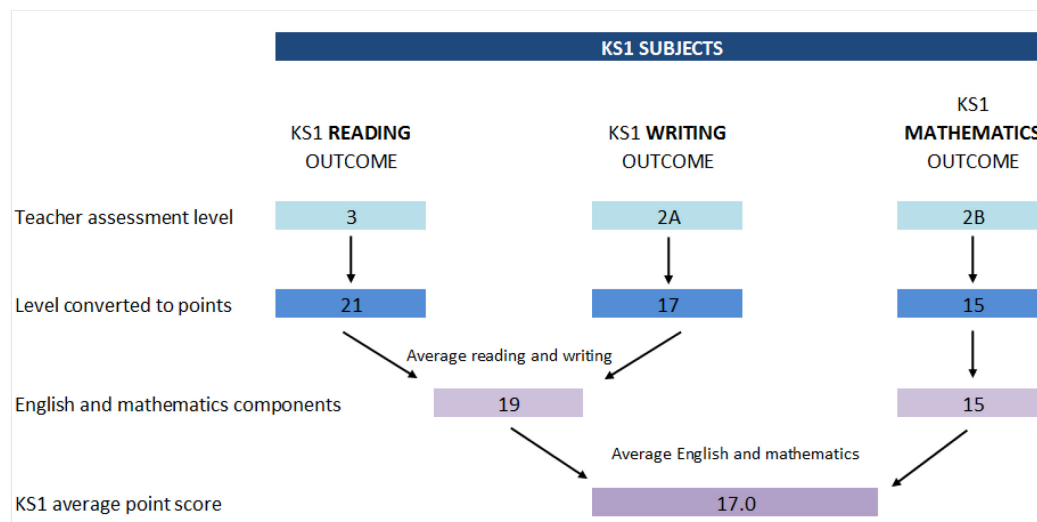 KS1 SUBJECTS
KS1 READING
OUTCOME
KS1 WRITING
OUTCOME
KS1
MATHEMATICS
OUTCOME
Teacher assessment level
3
2A
2B
Level converted to points
21
17
15
Average reading and writing
English and mathematics components
19
15
Average English and mathematics
KS1 average point score
17.0